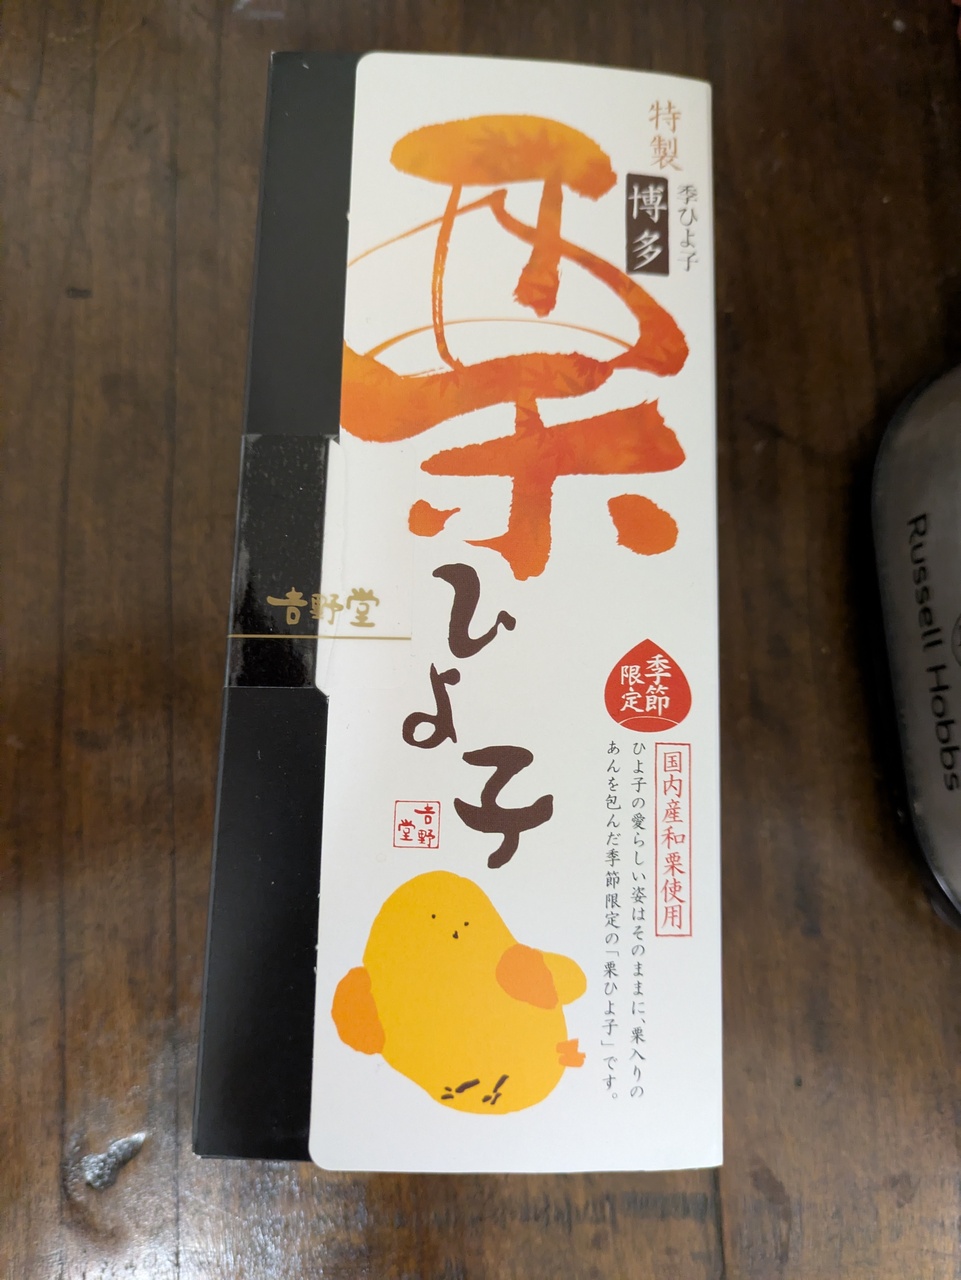 特製
季ひよ子
博多
栗
ひよ子
吉野堂
吉野堂
季節
限定
国内産和栗使用
ひよ子の愛らしい姿はそのままに、栗入りの
あんを包んだ季節限定の「栗ひよ子」です。
Russell Hobbs